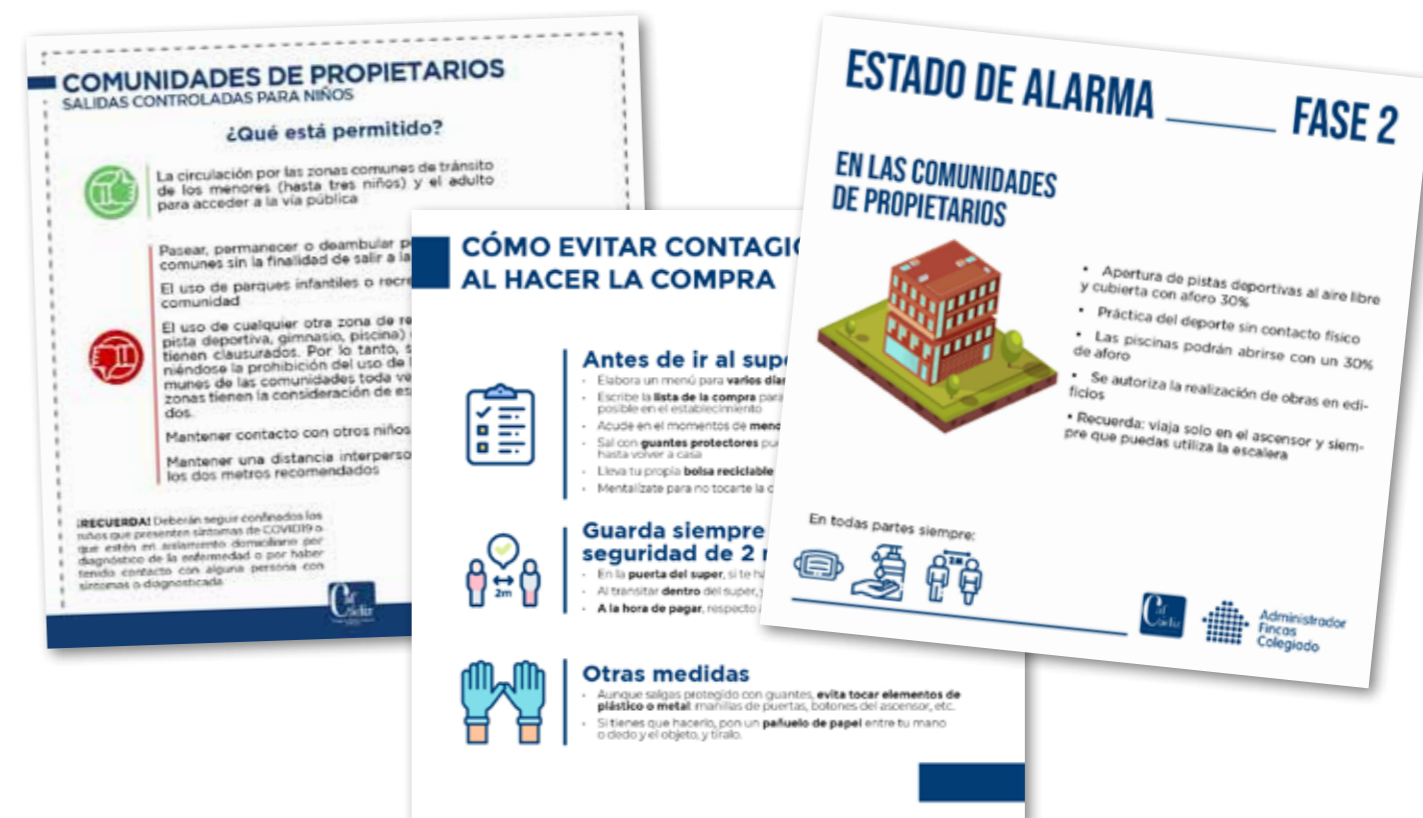 COMUNIDADES DE PROPIETARIOS
SALIDAS CONTROLADAS PARA NIÑOS
¿Qué está permitido?
La circulación por las zonas comunes de tránsito
de los menores (hasta tres niños) y el adulto
para acceder a la vía pública
Pasear, permanecer o deambular
comunes sin la finalidad de salir a la
El uso de parques infantiles o
comunidad
El uso de cualquier otra zona de
pista deportiva, gimnasio, piscina)
tienen clausurados. Por lo tanto,
niéndose la prohibición del uso de
munes de las comunidades toda
zonas tienen la consideración de
dos.
Mantener contacto con otros niños
Mantener una distancia
los dos metros recomendados
¡RECUERDA! Deberán seguir confinados los
niños que presenten síntomas de COVID19 o
que estén en aislamiento domiciliario por
diagnóstico de la enfermedad o por haber
tenido contacto con alguna persona con
síntomas o diagnosticada.
Caf
Cádiz
CÓMO EVITAR
AL HACER LA COMPRA
Antes de ir al
Elabora un menú para varios días
Escribe la lista de la compra para
posible en el establecimiento
Acude en el momentos de
Sal con guantes protectores
hasta volver a casa
Lleva tu propia bolsa reciclable
Mentalízate para no tocarte la
Guarda siempre
seguridad de 2
2m
En la puerta del super, si te
Al transitar dentro del super,
A la hora de pagar, respecto
Otras medidas
Aunque salgas protegido con guantes, evita tocar elementos de
plástico o metal: manillas de puertas, botones del ascensor, etc.
Si tienes que hacerlo, pon un pañuelo de papel entre tu mano
o dedo y el objeto, y tíralo.
ESTADO DE ALARMA ______ FASE 2
EN LAS COMUNIDADES
DE PROPIETARIOS
• Apertura de pistas deportivas al aire libre
y cubierta con aforo 30%
• Práctica del deporte sin contacto físico
• Las piscinas podrán abrirse con un 30%
de aforo
• Se autoriza la realización de obras en edi-
ficios
• Recuerda: viaja solo en el ascensor y siem-
pre que puedas utiliza la escalera
En todas partes siempre:
2m
Caf
Cádiz
Administrador
Fincas
Colegiado